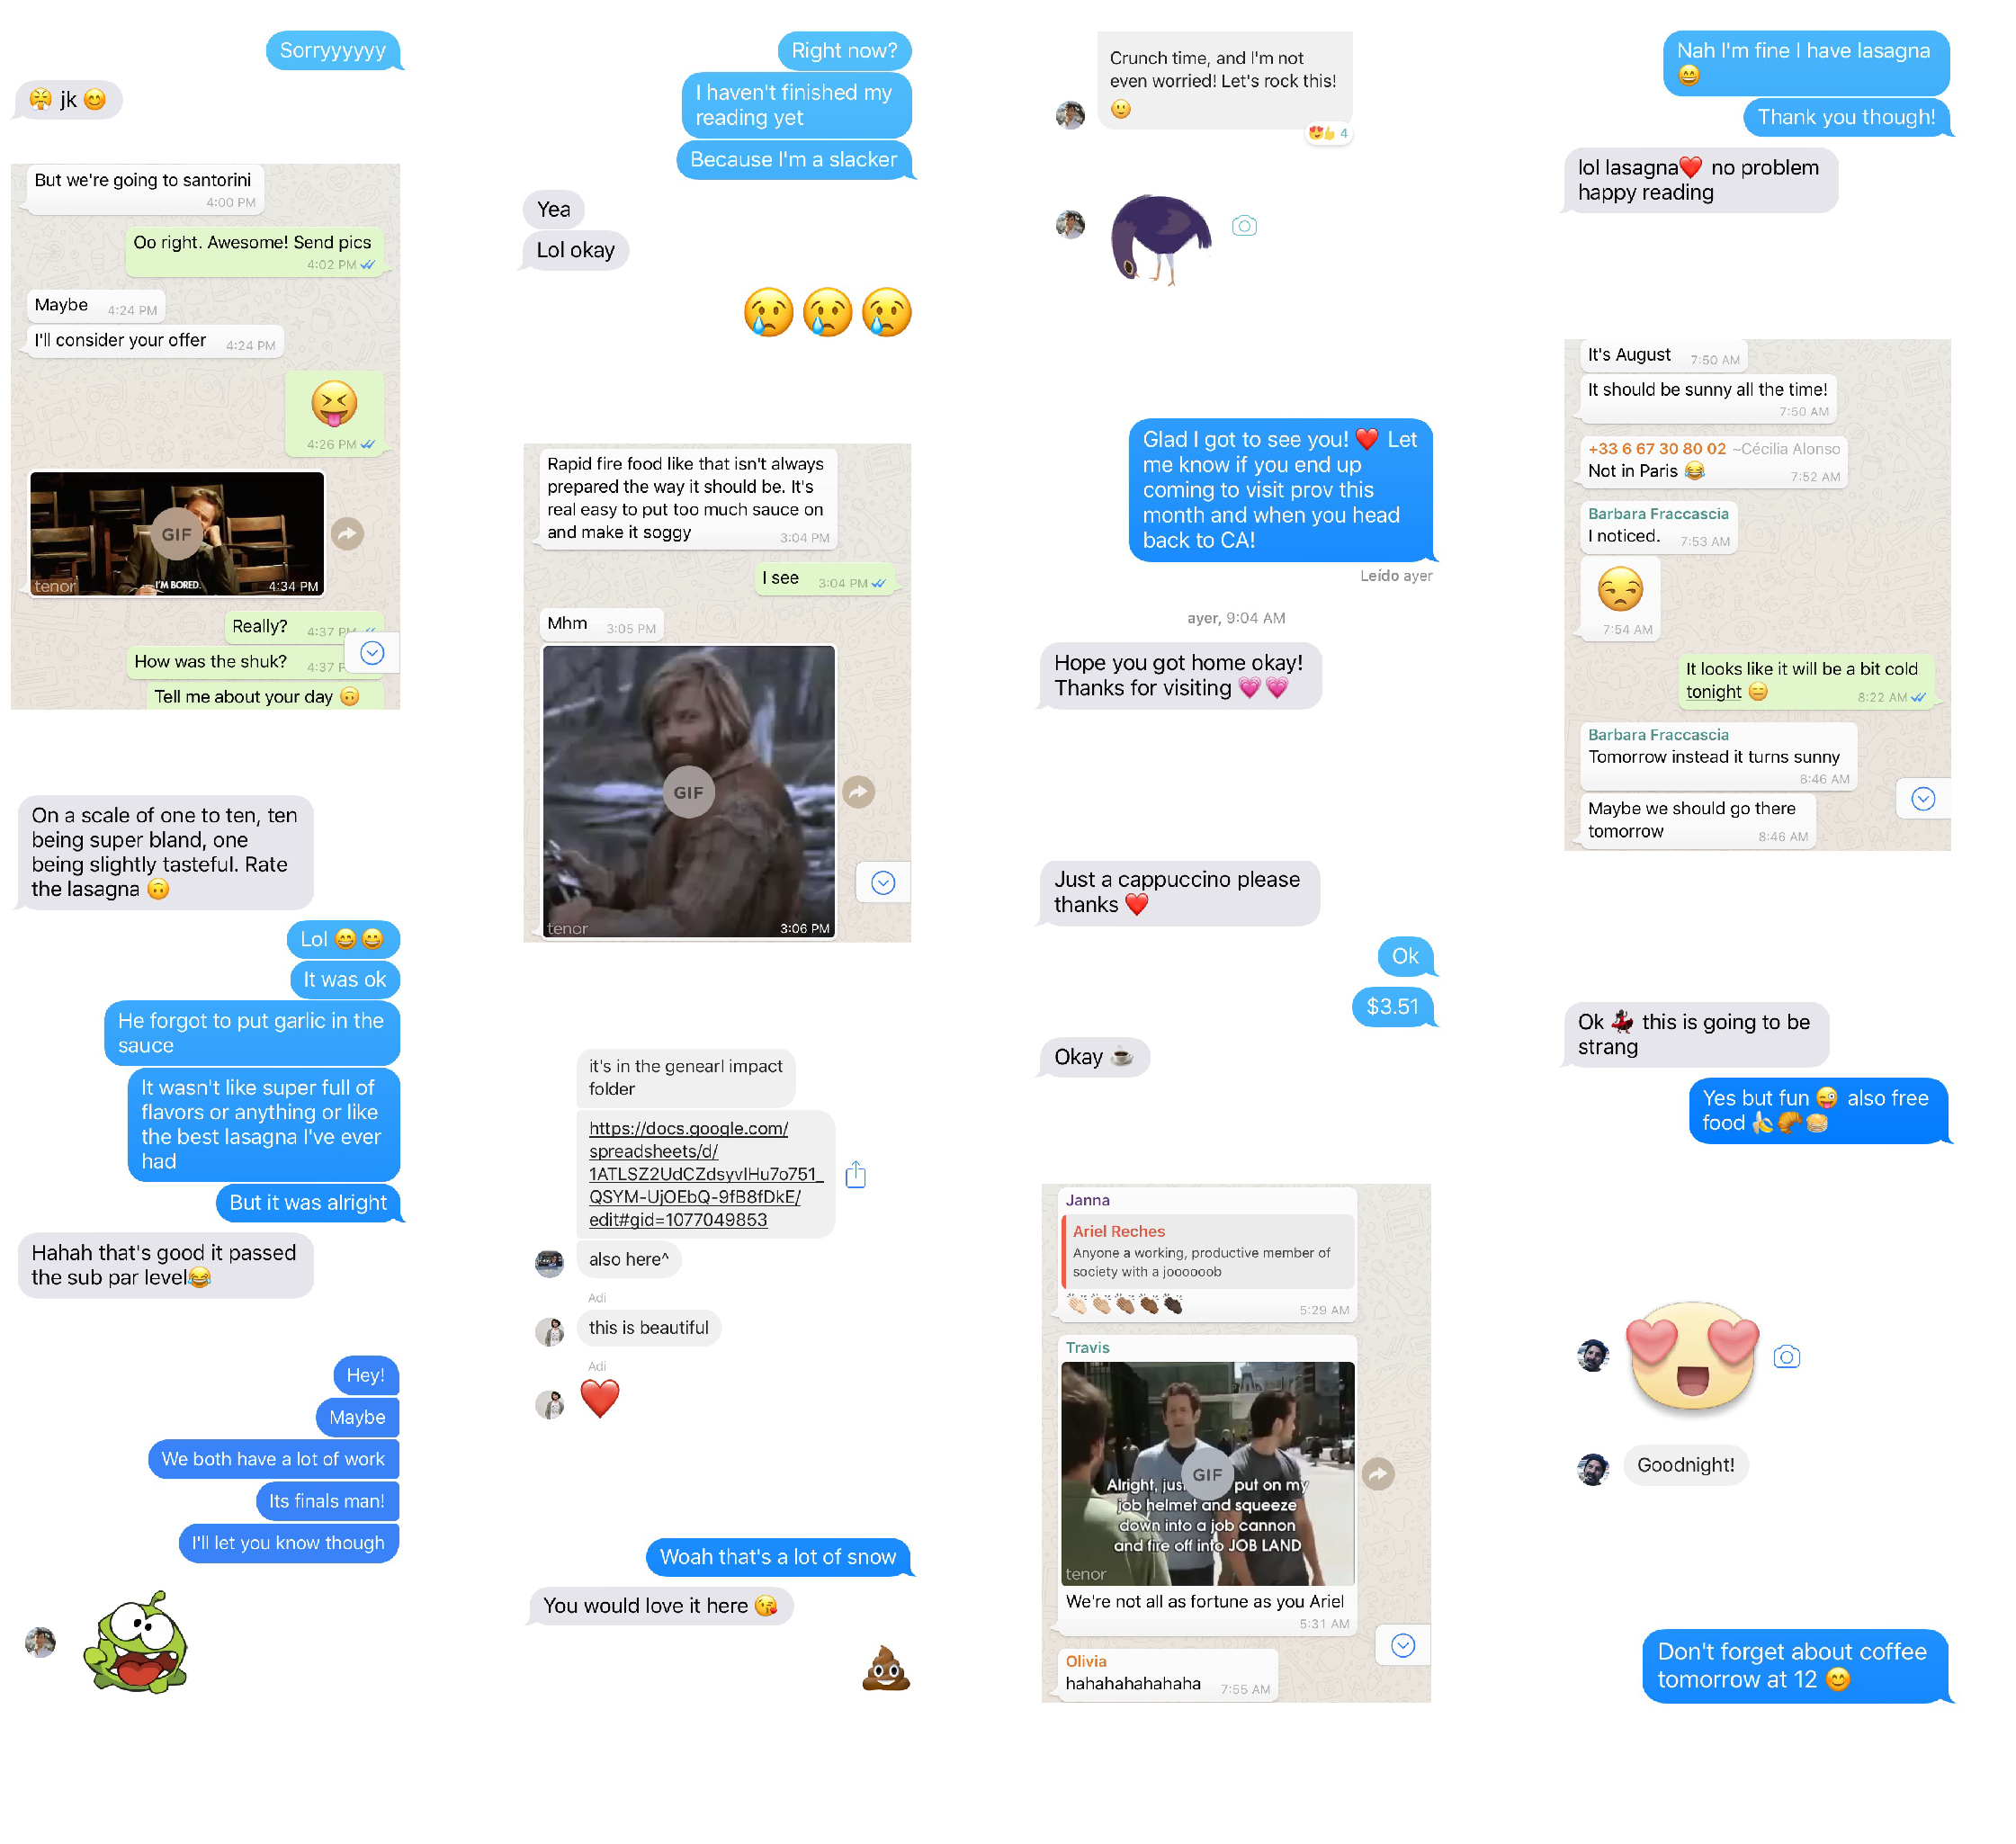 Sorryyyyyy
😤 jk 😊
But we're going to santorini
4:00 PM
Oo right. Awesome! Send pics
4:02 PM
Maybe 4:24 PM
I'll consider your offer 4:24 PM
😝
4:26 PM
GIF
I'M BORED.
tenor 4:34 PM
Really? 4:37 PM
How was the shuk? 4:37 P
Tell me about your day 🙃
On a scale of one to ten, ten
being super bland, one
being slightly tasteful. Rate
the lasagna 🙃
Lol 😄 😄
It was ok
He forgot to put garlic in the
sauce
It wasn't like super full of
flavors or anything or like
the best lasagna I've ever
had
But it was alright
Hahah that's good it passed
the sub par level😂
Hey!
Maybe
We both have a lot of work
Its finals man!
I'll let you know though
Right now?
I haven't finished my
reading yet
Because I'm a slacker
Yea
Lol okay
😢 😢 😢
Rapid fire food like that isn't always
prepared the way it should be. It's
real easy to put too much sauce on
and make it soggy 3:04 PM
I see 3:04 PM
Mhm 3:05 PM
GIF
tenor 3:06 PM
it's in the genearl impact
folder
https://docs.google.com/
spreadsheets/d/
1ATLSZ2UdCZdsyvlHu7o751_
QSYM-UjOEbQ-9fB8fDkE/
edit#gid=1077049853
also here^
Adi
this is beautiful
Adi
❤️
Woah that's a lot of snow
You would love it here 😘
💩
Crunch time, and I'm not
even worried! Let's rock this!
🙂
😍👍 4
Glad I got to see you! ❤️ Let
me know if you end up
coming to visit prov this
month and when you head
back to CA!
Leído ayer
ayer, 9:04 AM
Hope you got home okay!
Thanks for visiting 💗💗
Just a cappuccino please
thanks ❤️
Ok
$3.51
Okay ☕
Janna
Ariel Reches
Anyone a working, productive member of
society with a joooooob
👏🏻👏🏼👏🏽👏🏾👏🏿 5:29 AM
Travis
GIF
Alright, jus put on my
job helmet and squeeze
down into a job cannon
and fire off into JOB LAND
tenor
We're not all as fortune as you Ariel
5:31 AM
Olivia
hahahahahahaha 7:55 AM
Nah I'm fine I have lasagna
😄
Thank you though!
lol lasagna❤️ no problem
happy reading
It's August 7:50 AM
It should be sunny all the time!
7:50 AM
+33 6 67 30 80 02 ~Cécilia Alonso
Not in Paris 😂 7:52 AM
Barbara Fraccascia
I noticed. 7:53 AM
😒
7:54 AM
It looks like it will be a bit cold
tonight 😑 8:22 AM
Barbara Fraccascia
Tomorrow instead it turns sunny
8:46 AM
Maybe we should go there
tomorrow 8:46 AM
Ok 💃 this is going to be
strang
Yes but fun 😜 also free
food 🍌🥐🥞
Goodnight!
Don't forget about coffee
tomorrow at 12 😊